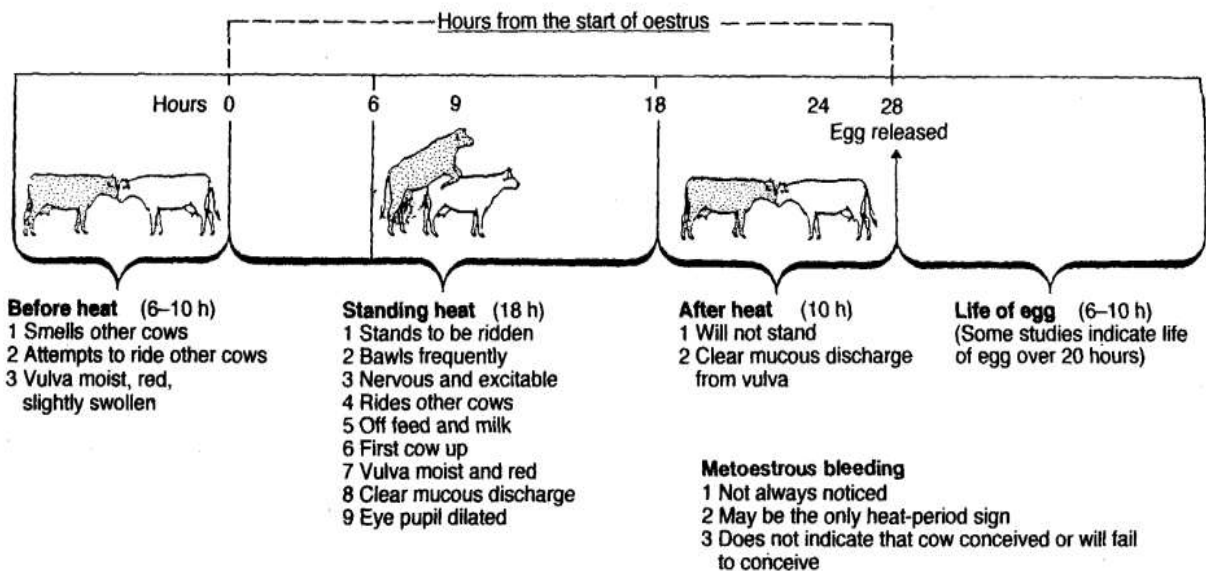 Hours from the start of oestrus
Hours 0 6 9 18 24 28
Egg released
Before heat (6–10 h)
1 Smells other cows
2 Attempts to ride other cows
3 Vulva moist, red,
slightly swollen
Standing heat (18 h)
1 Stands to be ridden
2 Bawls frequently
3 Nervous and excitable
4 Rides other cows
5 Off feed and milk
6 First cow up
7 Vulva moist and red
8 Clear mucous discharge
9 Eye pupil dilated
After heat (10 h)
1 Will not stand
2 Clear mucous discharge
from vulva
Life of egg (6–10 h)
(Some studies indicate life
of egg over 20 hours)
Metoestrous bleeding
1 Not always noticed
2 May be the only heat-period sign
3 Does not indicate that cow conceived or will fail
to conceive